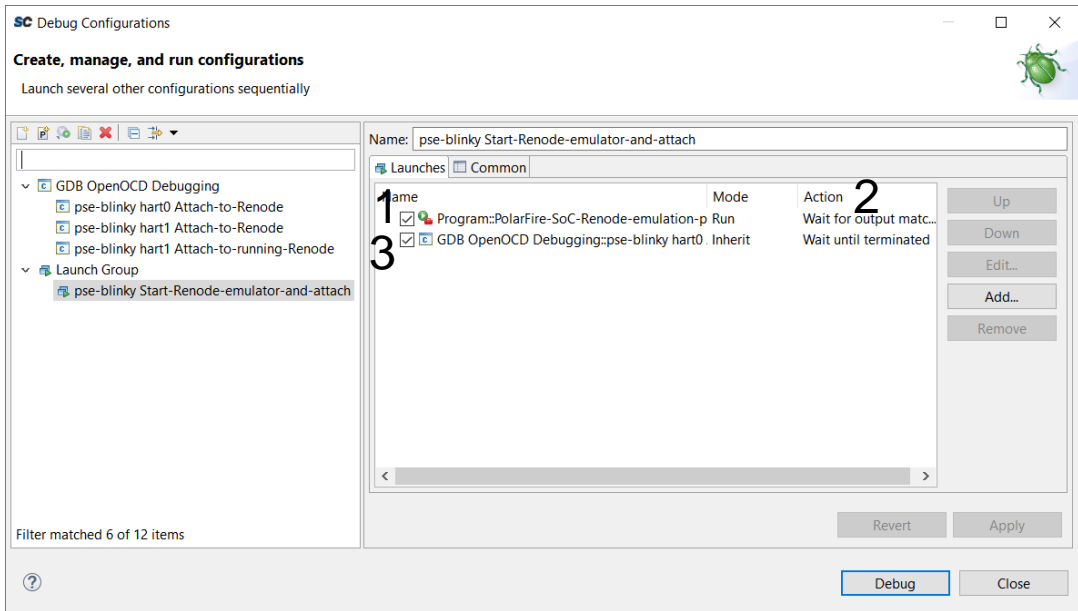 SC Debug Configurations
Create, manage, and run configurations
Launch several other configurations sequentially
Name: pse-blinky Start-Renode-emulator-and-attach
Launches Common
GDB OpenOCD Debugging
pse-blinky hart0 Attach-to-Renode
pse-blinky hart1 Attach-to-Renode
pse-blinky hart1 Attach-to-running-Renode
Launch Group
pse-blinky Start-Renode-emulator-and-attach
Filter matched 6 of 12 items
Name Mode Action
1 Program::PolarFire-SoC-Renode-emulation-p Run Wait for output matc... 2
3 GDB OpenOCD Debugging::pse-blinky hart0 Inherit Wait until terminated
Up
Down
Edit...
Add...
Remove
Revert Apply
? Debug Close